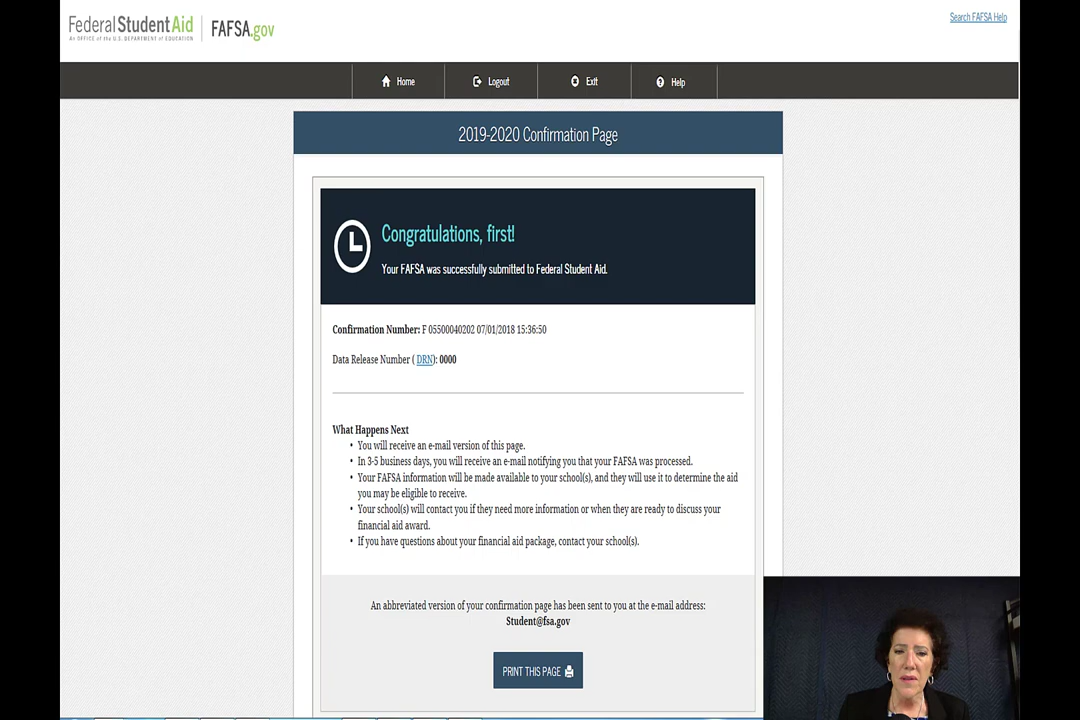 Federal StudentAid
An OFFICE of the U.S. DEPARTMENT of EDUCATION
FAFSA.gov
Search FAFSA Help
Home
Logout
Exit
Help
2019-2020 Confirmation Page
Congratulations, first!
Your FAFSA was successfully submitted to Federal Student Aid.
Confirmation Number: F 05500040202 07/01/2018 15:36:50
Data Release Number ( DRN): 0000
What Happens Next
• You will receive an e-mail version of this page.
• In 3-5 business days, you will receive an e-mail notifying you that your FAFSA was processed.
• Your FAFSA information will be made available to your school(s), and they will use it to determine the aid
you may be eligible to receive.
• Your school(s) will contact you if they need more information or when they are ready to discuss your
financial aid award.
• If you have questions about your financial aid package, contact your school(s).
An abbreviated version of your confirmation page has been sent to you at the e-mail address:
Student@fsa.gov
PRINT THIS PAGE